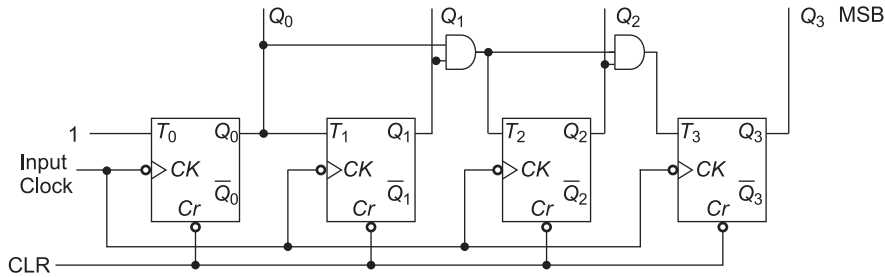 Q0 Q1 Q2 Q3 MSB
1 T0 Q0 T1 Q1 T2 Q2 T3 Q3
Input
Clock
CK CK CK CK
Q̅0 Q̅1 Q̅2 Q̅3
Cr Cr Cr Cr
CLR